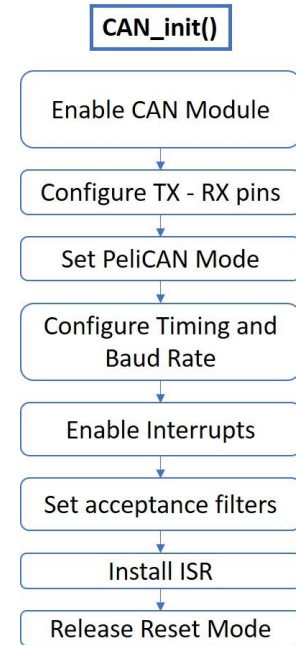 CAN_init()
Enable CAN Module
Configure TX - RX pins
Set PeliCAN Mode
Configure Timing and
Baud Rate
Enable Interrupts
Set acceptance filters
Install ISR
Release Reset Mode